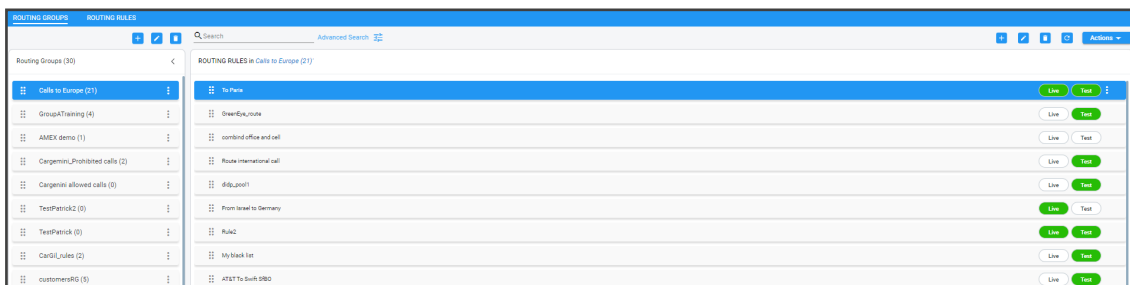 ROUTING GROUPS ROUTING RULES
Search Advanced Search Actions
Routing Groups (30) ROUTING RULES in Calls to Europe (21)
Calls to Europe (21) To Paris Live Test
GroupATraining (4) GreenEye_route Live Test
AMEX demo (1) combind office and cell Live Test
Cargemini_Prohibited calls (2) Route international call Live Test
Cargenini allowed calls (0) didp_pool1 Live Test
TestPatrick2 (0) From Israel to Germany Live Test
TestPatrick (0) Rule2 Live Test
CarGil_rules (2) My black list Live Test
customersRG (5) AT&T To Swift SfBO Live Test